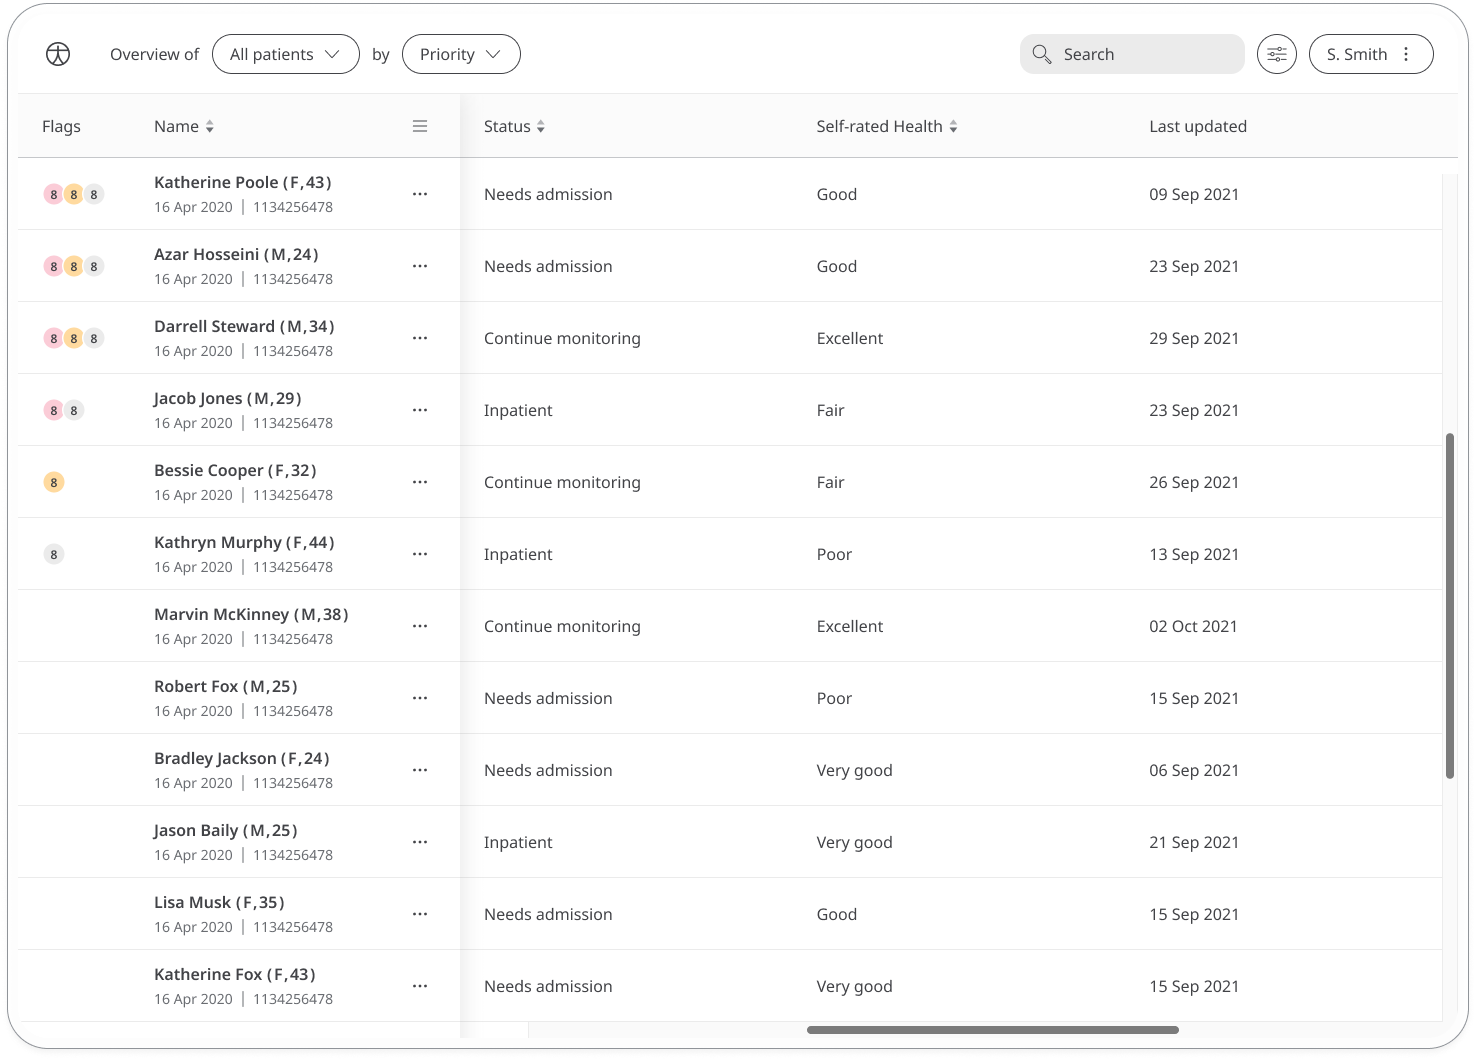 Overview of All patients by Priority Search S. Smith
Flags Name Status Self-rated Health Last updated
Katherine Poole (F,43)
8 8 8 Needs admission Good 09 Sep 2021
16 Apr 2020 | 1134256478
Azar Hosseini (M,24)
8 8 8 Needs admission Good 23 Sep 2021
16 Apr 2020 | 1134256478
Darrell Steward (M,34)
8 8 8 Continue monitoring Excellent 29 Sep 2021
16 Apr 2020 | 1134256478
Jacob Jones (M,29)
8 8 Inpatient Fair 23 Sep 2021
16 Apr 2020 | 1134256478
Bessie Cooper (F,32)
8 Continue monitoring Fair 26 Sep 2021
16 Apr 2020 | 1134256478
Kathryn Murphy (F,44)
8 Inpatient Poor 13 Sep 2021
16 Apr 2020 | 1134256478
Marvin McKinney (M,38)
Continue monitoring Excellent 02 Oct 2021
16 Apr 2020 | 1134256478
Robert Fox (M,25)
Needs admission Poor 15 Sep 2021
16 Apr 2020 | 1134256478
Bradley Jackson (F,24)
Needs admission Very good 06 Sep 2021
16 Apr 2020 | 1134256478
Jason Baily (M,25)
Inpatient Very good 21 Sep 2021
16 Apr 2020 | 1134256478
Lisa Musk (F,35)
Needs admission Good 15 Sep 2021
16 Apr 2020 | 1134256478
Katherine Fox (F,43)
Needs admission Very good 15 Sep 2021
16 Apr 2020 | 1134256478